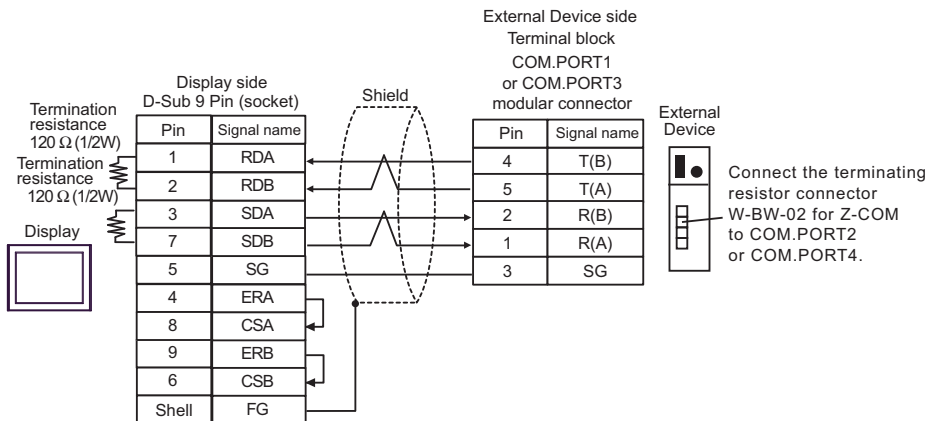 External Device side
Terminal block
COM.PORT1
or COM.PORT3
modular connector
Display side
D-Sub 9 Pin (socket)
Shield
Termination
resistance
120 Ω (1/2W)
Termination
resistance
120 Ω (1/2W)
Display
Pin Signal name
1 RDA
2 RDB
3 SDA
7 SDB
5 SG
4 ERA
8 CSA
9 ERB
6 CSB
Shell FG
Pin Signal name
4 T(B)
5 T(A)
2 R(B)
1 R(A)
3 SG
External
Device
Connect the terminating
resistor connector
W-BW-02 for Z-COM
to COM.PORT2
or COM.PORT4.